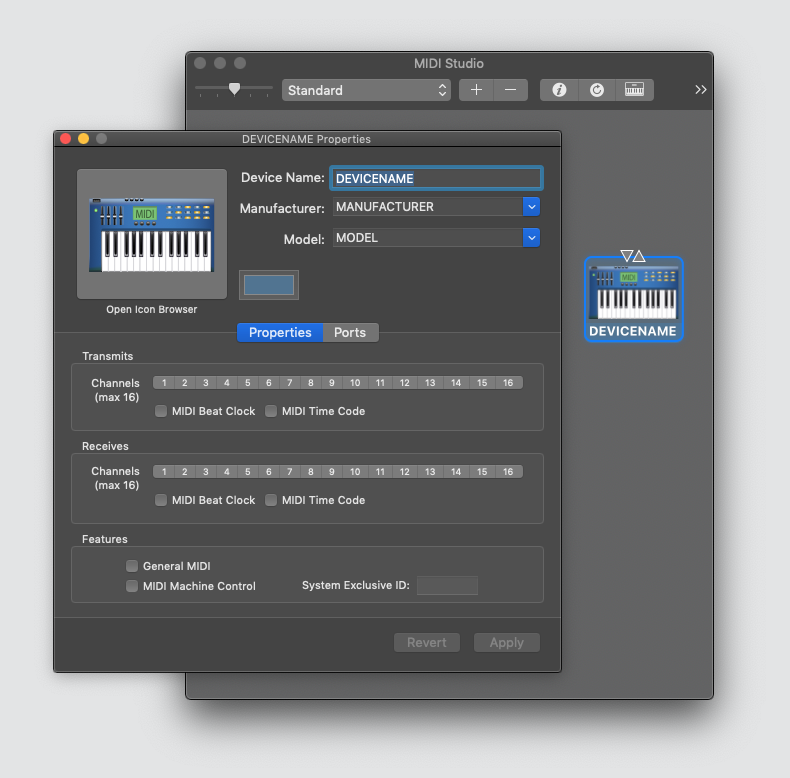 MIDI Studio
Standard
DEVICENAME Properties
Device Name: DEVICENAME
Manufacturer: MANUFACTURER
Model: MODEL
MIDI
Open Icon Browser
MIDI
DEVICENAME
Properties Ports
Transmits
Channels
(max 16)
1 2 3 4 5 6 7 8 9 10 11 12 13 14 15 16
MIDI Beat Clock MIDI Time Code
Receives
Channels
(max 16)
1 2 3 4 5 6 7 8 9 10 11 12 13 14 15 16
MIDI Beat Clock MIDI Time Code
Features
General MIDI
MIDI Machine Control System Exclusive ID:
Revert Apply